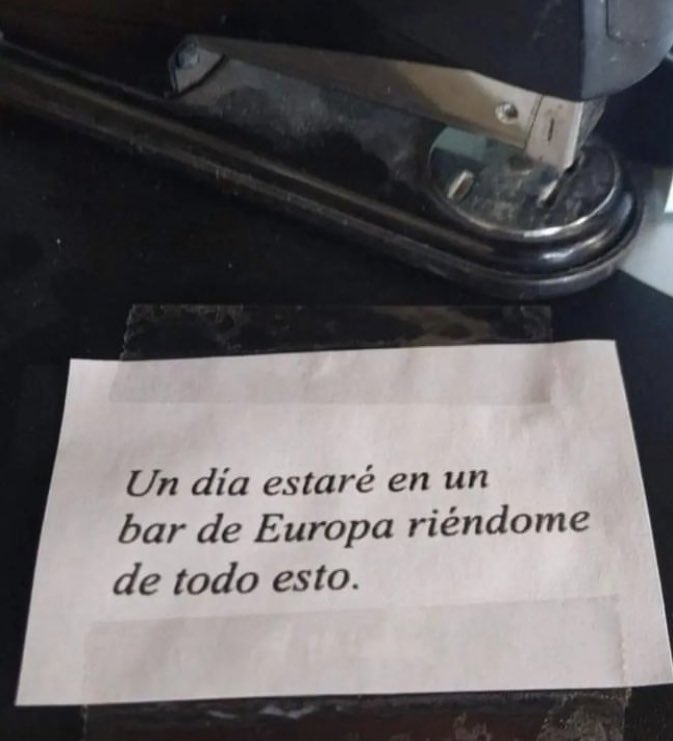 Un día estaré en un
bar de Europa riéndome
de todo esto.